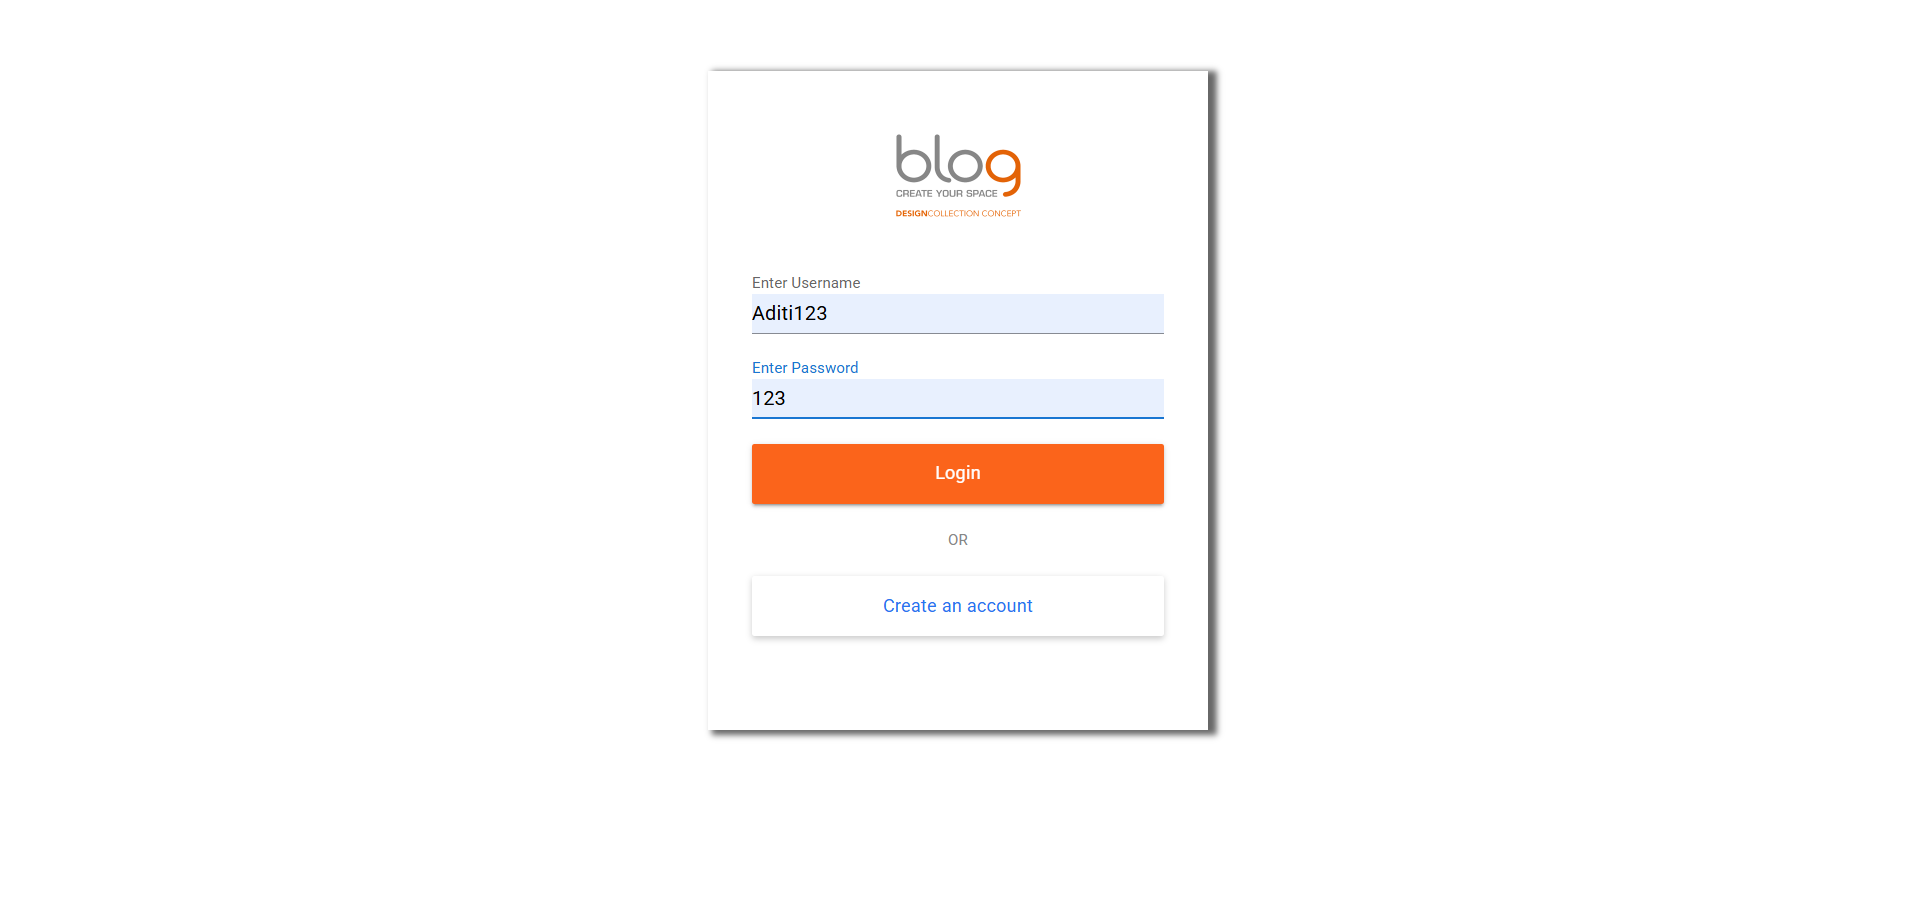 blog
CREATE YOUR SPACE
DESIGNCOLLECTION CONCEPT
Enter Username
Aditi123
Enter Password
123
Login
OR
Create an account